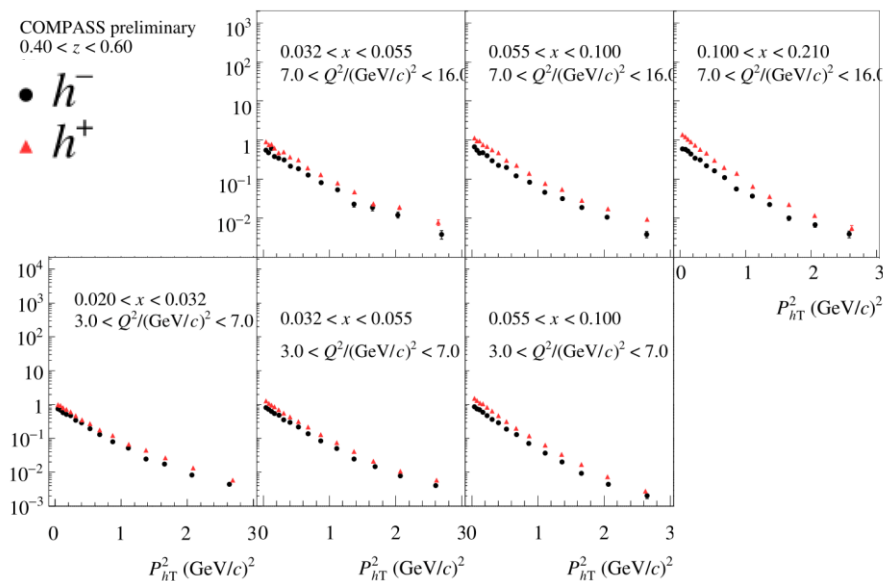 COMPASS preliminary
0.40 < z < 0.60
h⁻
h⁺
10³
10²
10
1
10⁻¹
10⁻²
0.032 < x < 0.055
7.0 < Q²/(GeV/c)² < 16.0
0.055 < x < 0.100
7.0 < Q²/(GeV/c)² < 16.0
0.100 < x < 0.210
7.0 < Q²/(GeV/c)² < 16.0
0 1 2 3
P²hT (GeV/c)²
10⁴
10³
10²
10
1
10⁻¹
10⁻²
10⁻³
0.020 < x < 0.032
3.0 < Q²/(GeV/c)² < 7.0
0.032 < x < 0.055
3.0 < Q²/(GeV/c)² < 7.0
0.055 < x < 0.100
3.0 < Q²/(GeV/c)² < 7.0
0 1 2 30 1 2 30 1 2 3
P²hT (GeV/c)² P²hT (GeV/c)² P²hT (GeV/c)²